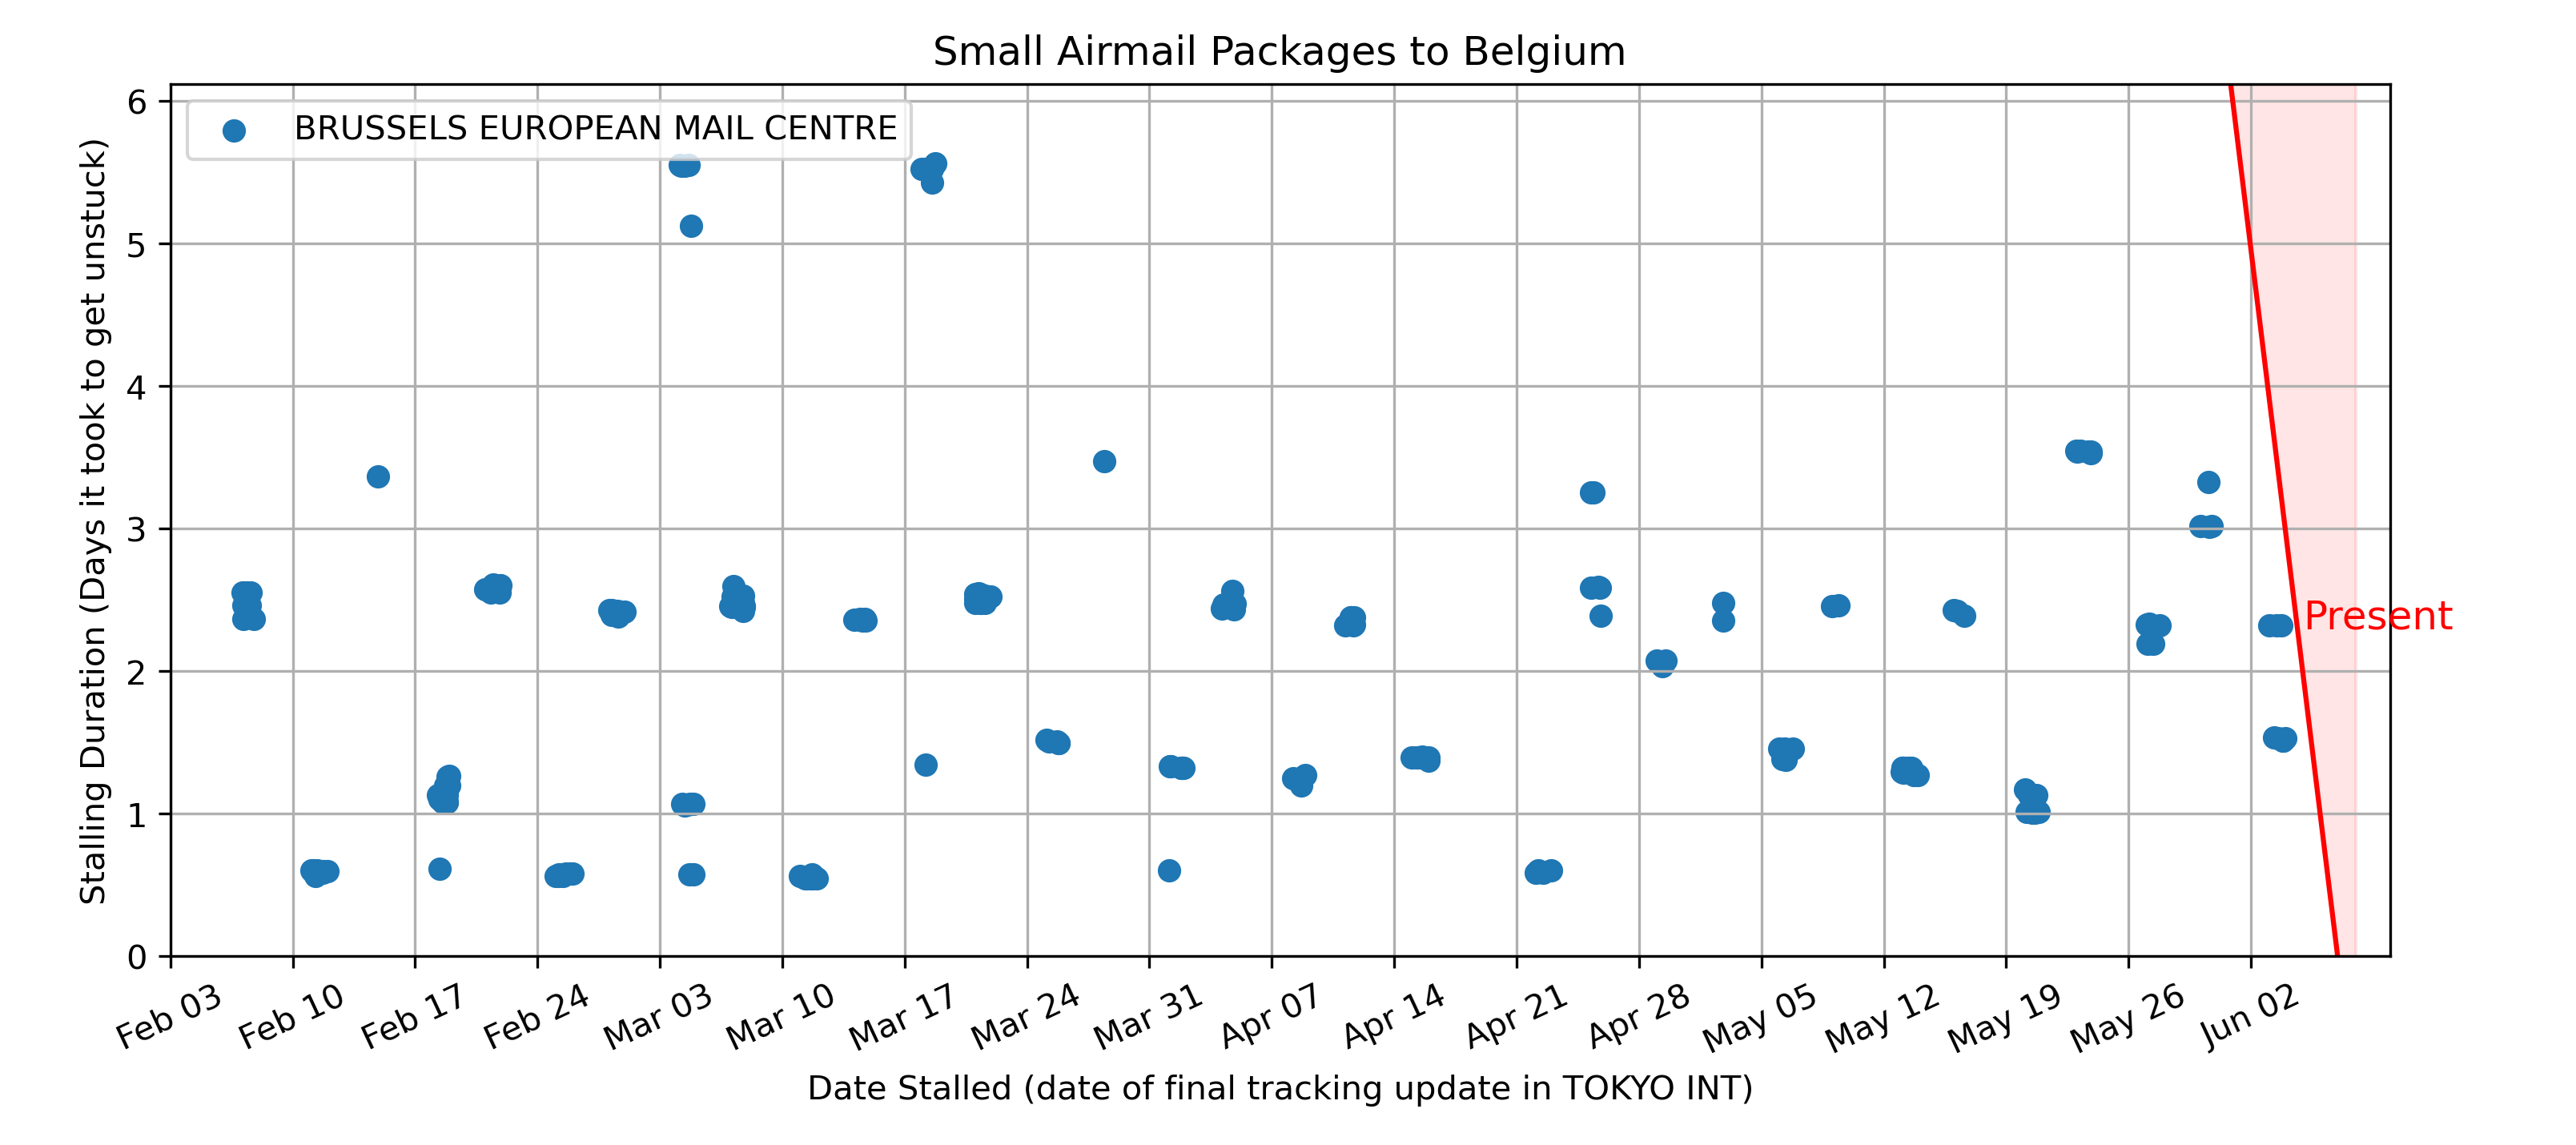 Small Airmail Packages to Belgium
BRUSSELS EUROPEAN MAIL CENTRE
Stalling Duration (Days it took to get unstuck)
6
5
4
3
2
1
0
Present
Feb 03
Feb 10
Feb 17
Feb 24
Mar 03
Mar 10
Mar 17
Mar 24
Mar 31
Apr 07
Apr 14
Apr 21
Apr 28
May 05
May 12
May 19
May 26
Jun 02
Date Stalled (date of final tracking update in TOKYO INT)